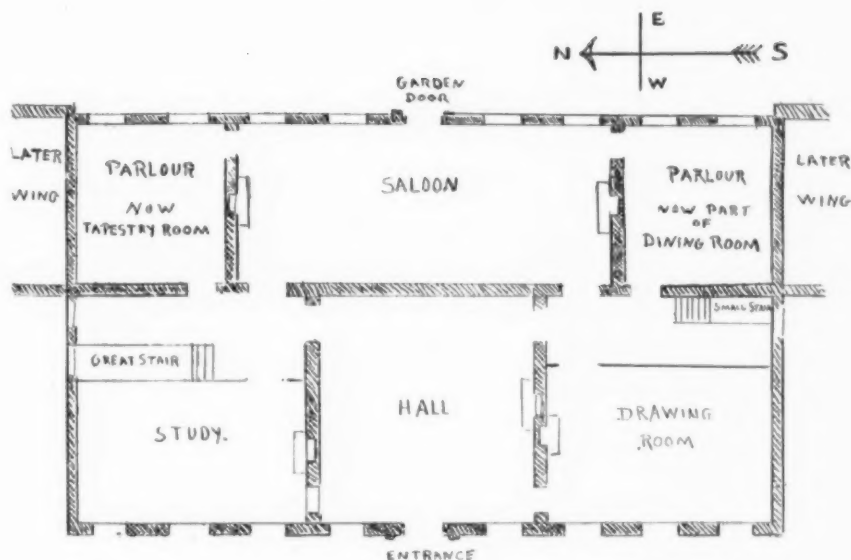 E
N S
W
GARDEN
DOOR
LATER
WING
PARLOUR
NOW
TAPESTRY ROOM
SALOON
PARLOUR
NOW PART
OF
DINING ROOM
LATER
WING
GREAT STAIR
SMALL STAIR
STUDY.
HALL
DRAWING
ROOM
ENTRANCE